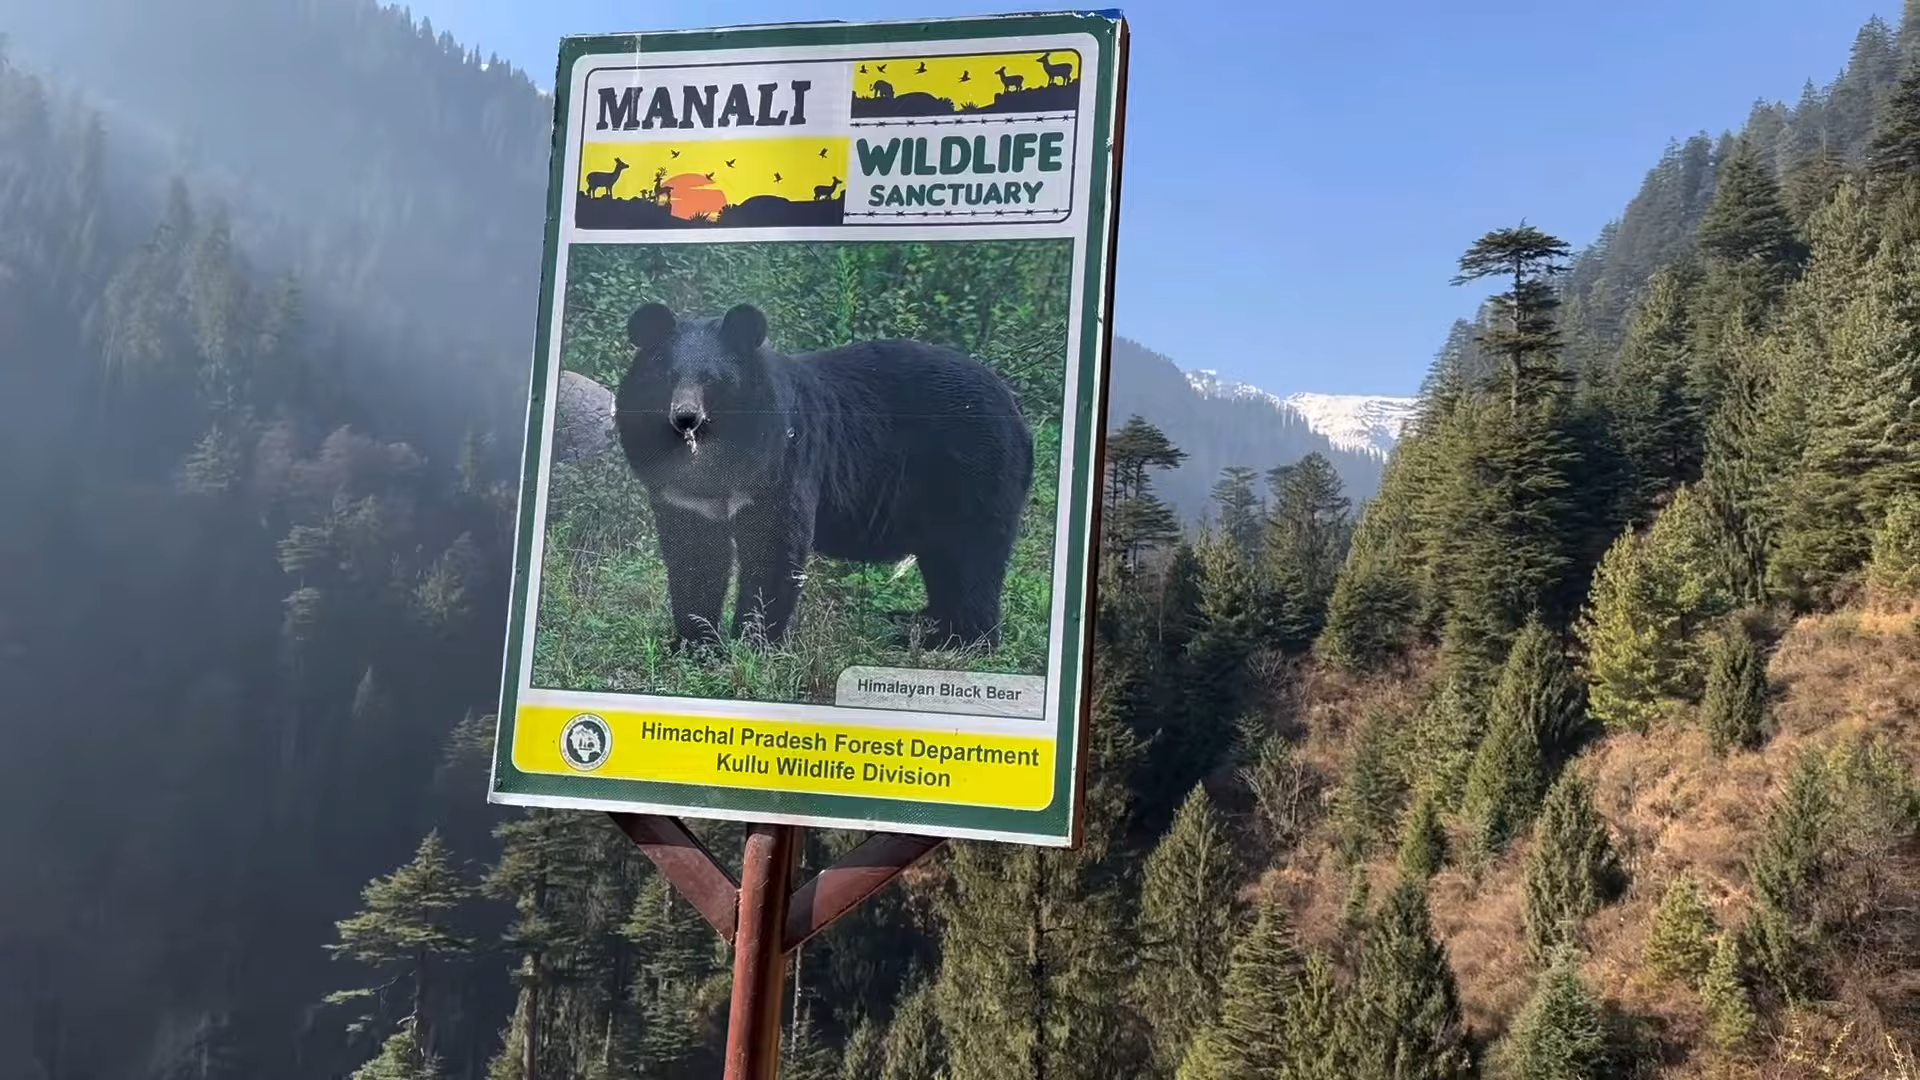 MANALI
WILDLIFE
SANCTUARY
Himalayan Black Bear
Himachal Pradesh Forest Department
Kullu Wildlife Division